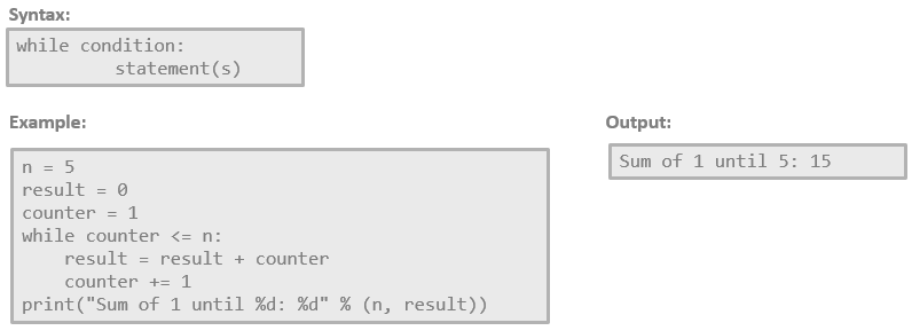 Syntax:
while condition:
         statement(s)
Example:
n = 5
result = 0
counter = 1
while counter <= n:
    result = result + counter
    counter += 1
print("Sum of 1 until %d: %d" % (n, result))
Output:
Sum of 1 until 5: 15